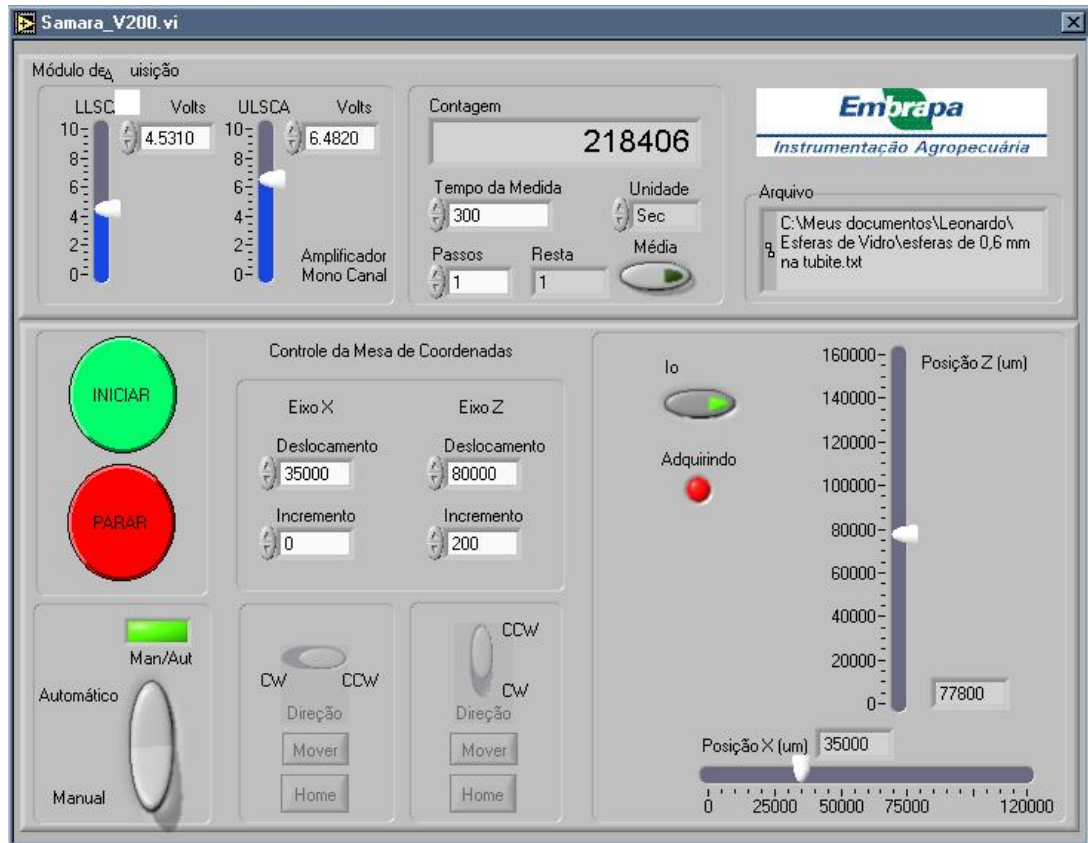 Samara_V200.vi
Módulo de uisição
LLSC Volts ULSCA Volts
4.5310 6.4820
10 8 6 4 2 0
10 8 6 4 2 0
Amplificador
Mono Canal
Contagem
218406
Tempo da Medida Unidade
300 Sec
Passos Resta Média
1 1
Embrapa
Instrumentação Agropecuária
Arquivo
C:\Meus documentos\Leonardo\
Esferas de Vidro\esferas de 0,6 mm
na tubite.txt
INICIAR
PARAR
Controle da Mesa de Coordenadas
Eixo X Eixo Z
Deslocamento Deslocamento
35000 80000
Incremento Incremento
0 200
Man/Aut
Automático
Manual
CW CCW
Direção
Mover
Home
CCW
CW
Direção
Mover
Home
Io
Adquirindo
Posição Z (um)
160000
140000
120000
100000
80000
60000
40000
20000
0
77800
Posição X (um) 35000
0 25000 50000 75000 120000